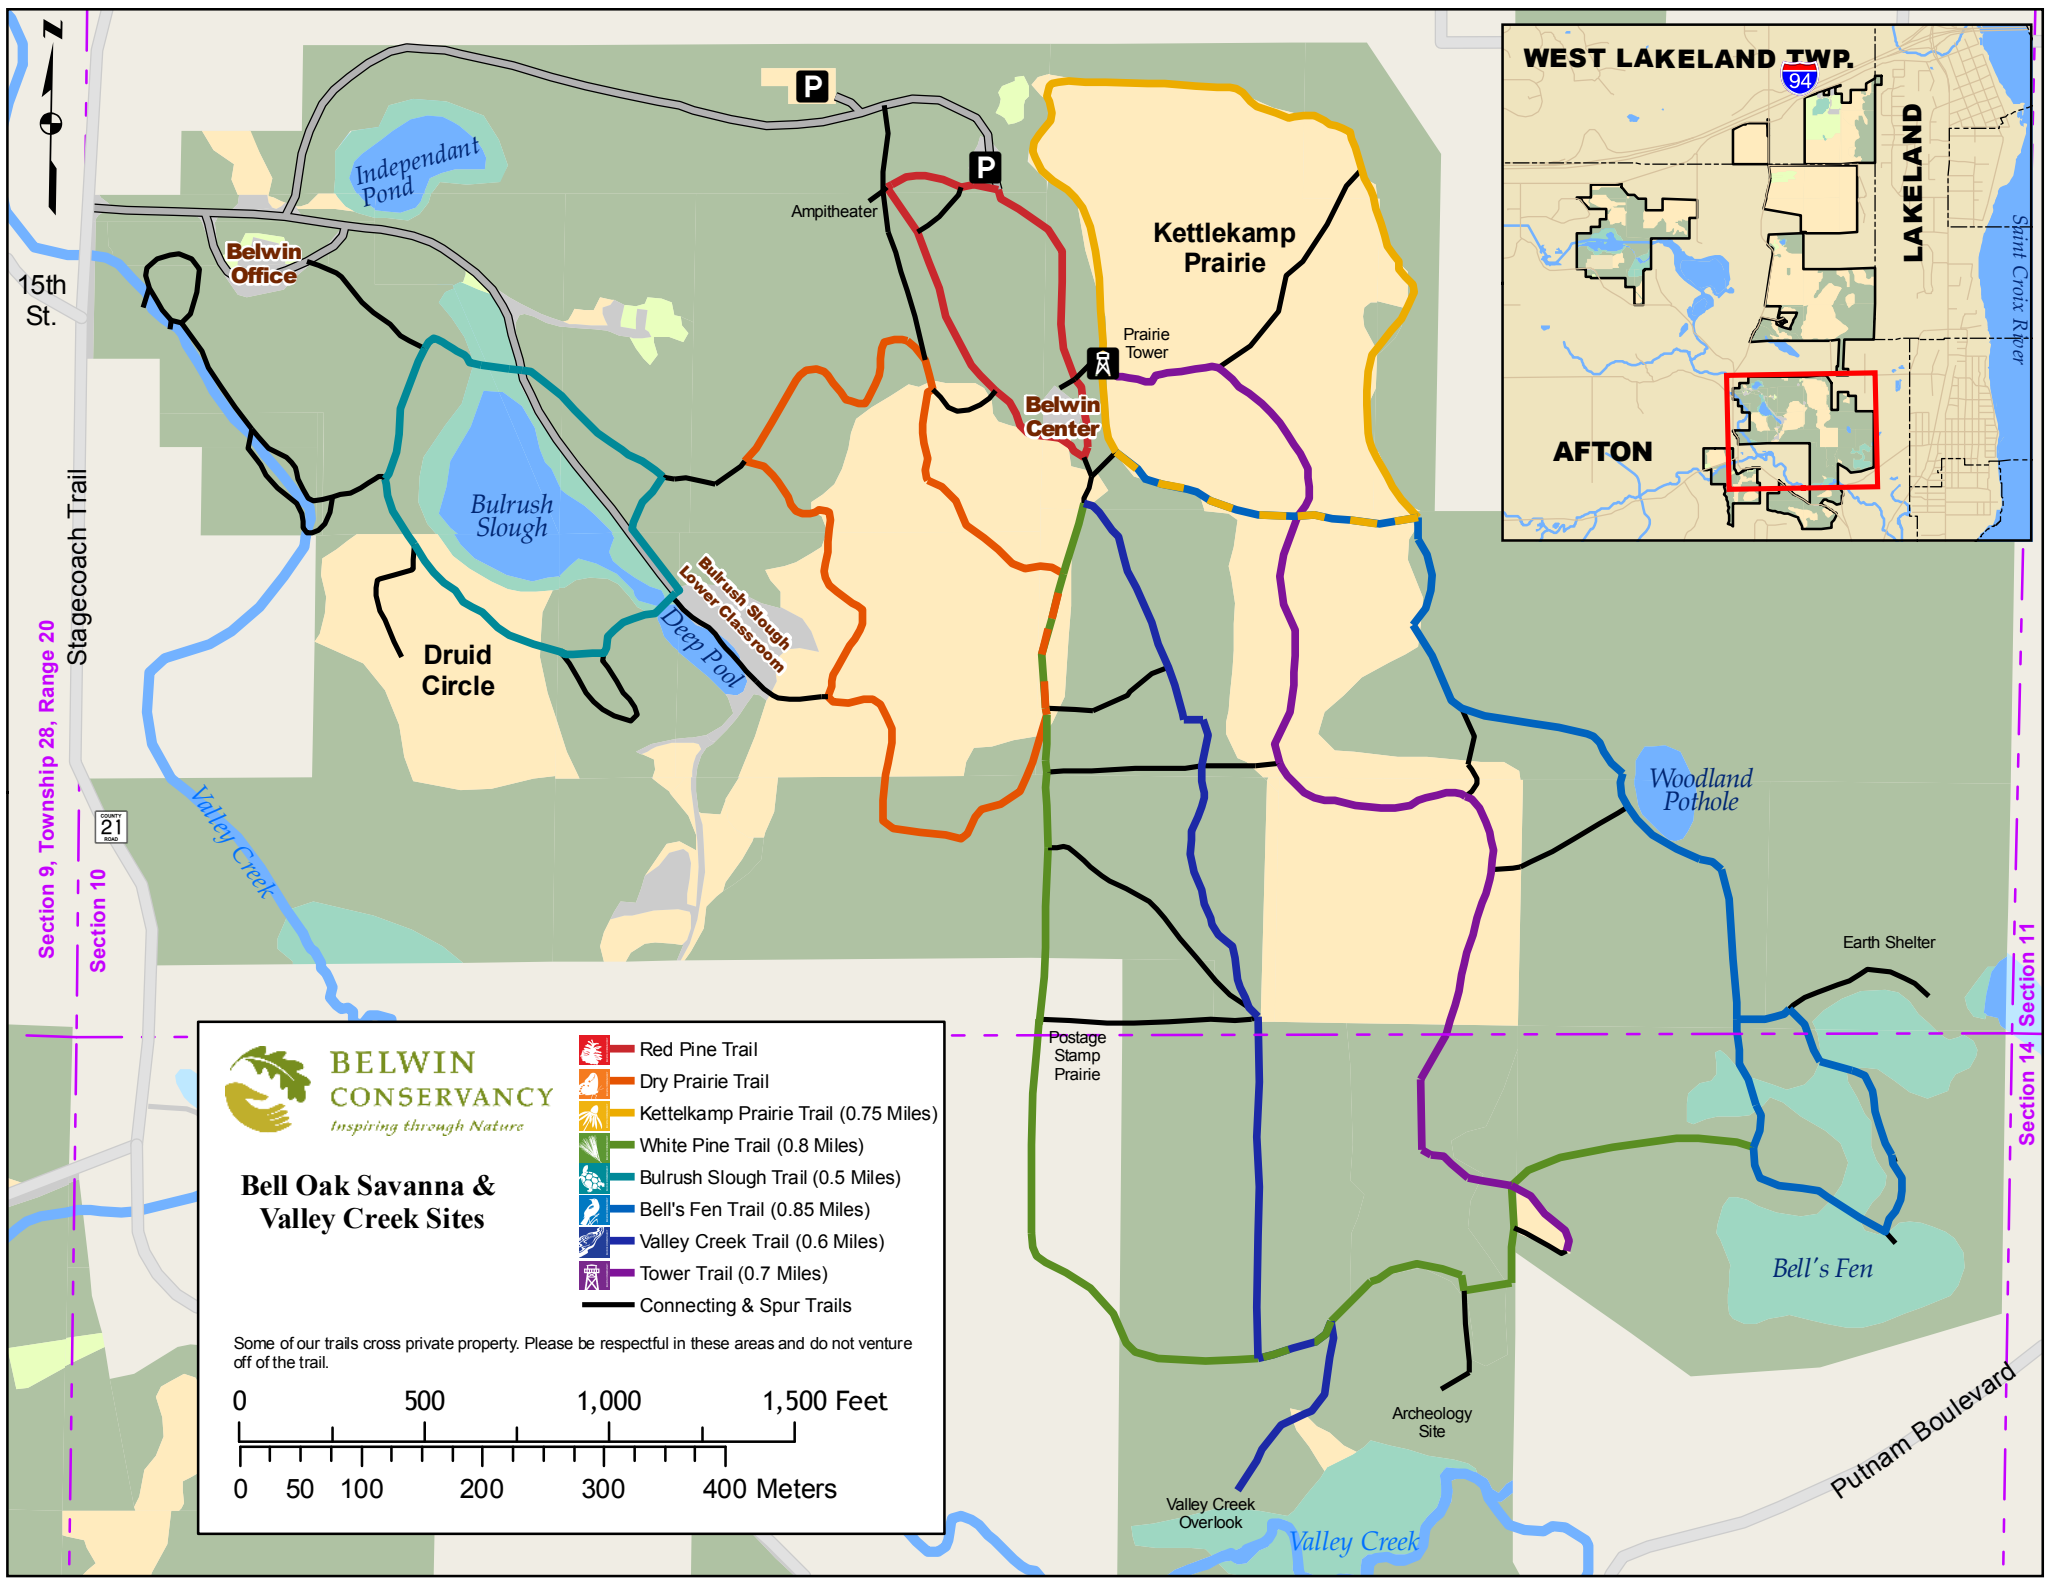 Z
15th
St.
Stagecoach Trail
Section 9, Township 28, Range 20
Section 10
COUNTY
21
ROAD
Independant
Pond
Belwin
Office
P
P
Ampitheater
Kettlekamp
Prairie
Prairie
Tower
Belwin
Center
Bulrush
Slough
Bulrush Slough
Lower Classroom
Deep Pool
Druid
Circle
Valley Creek
Woodland
Pothole
Earth Shelter
Section 11
Section 14
Postage
Stamp
Prairie
Bell's Fen
Archeology
Site
Valley Creek
Overlook
Valley Creek
Putnam Boulevard
WEST LAKELAND TWP.
94
LAKELAND
AFTON
Saint Croix River
BELWIN
CONSERVANCY
Inspiring through Nature
Bell Oak Savanna &
Valley Creek Sites
Red Pine Trail
Dry Prairie Trail
Kettelkamp Prairie Trail (0.75 Miles)
White Pine Trail (0.8 Miles)
Bulrush Slough Trail (0.5 Miles)
Bell's Fen Trail (0.85 Miles)
Valley Creek Trail (0.6 Miles)
Tower Trail (0.7 Miles)
Connecting & Spur Trails
Some of our trails cross private property. Please be respectful in these areas and do not venture
off of the trail.
0 500 1,000 1,500 Feet
0 50 100 200 300 400 Meters